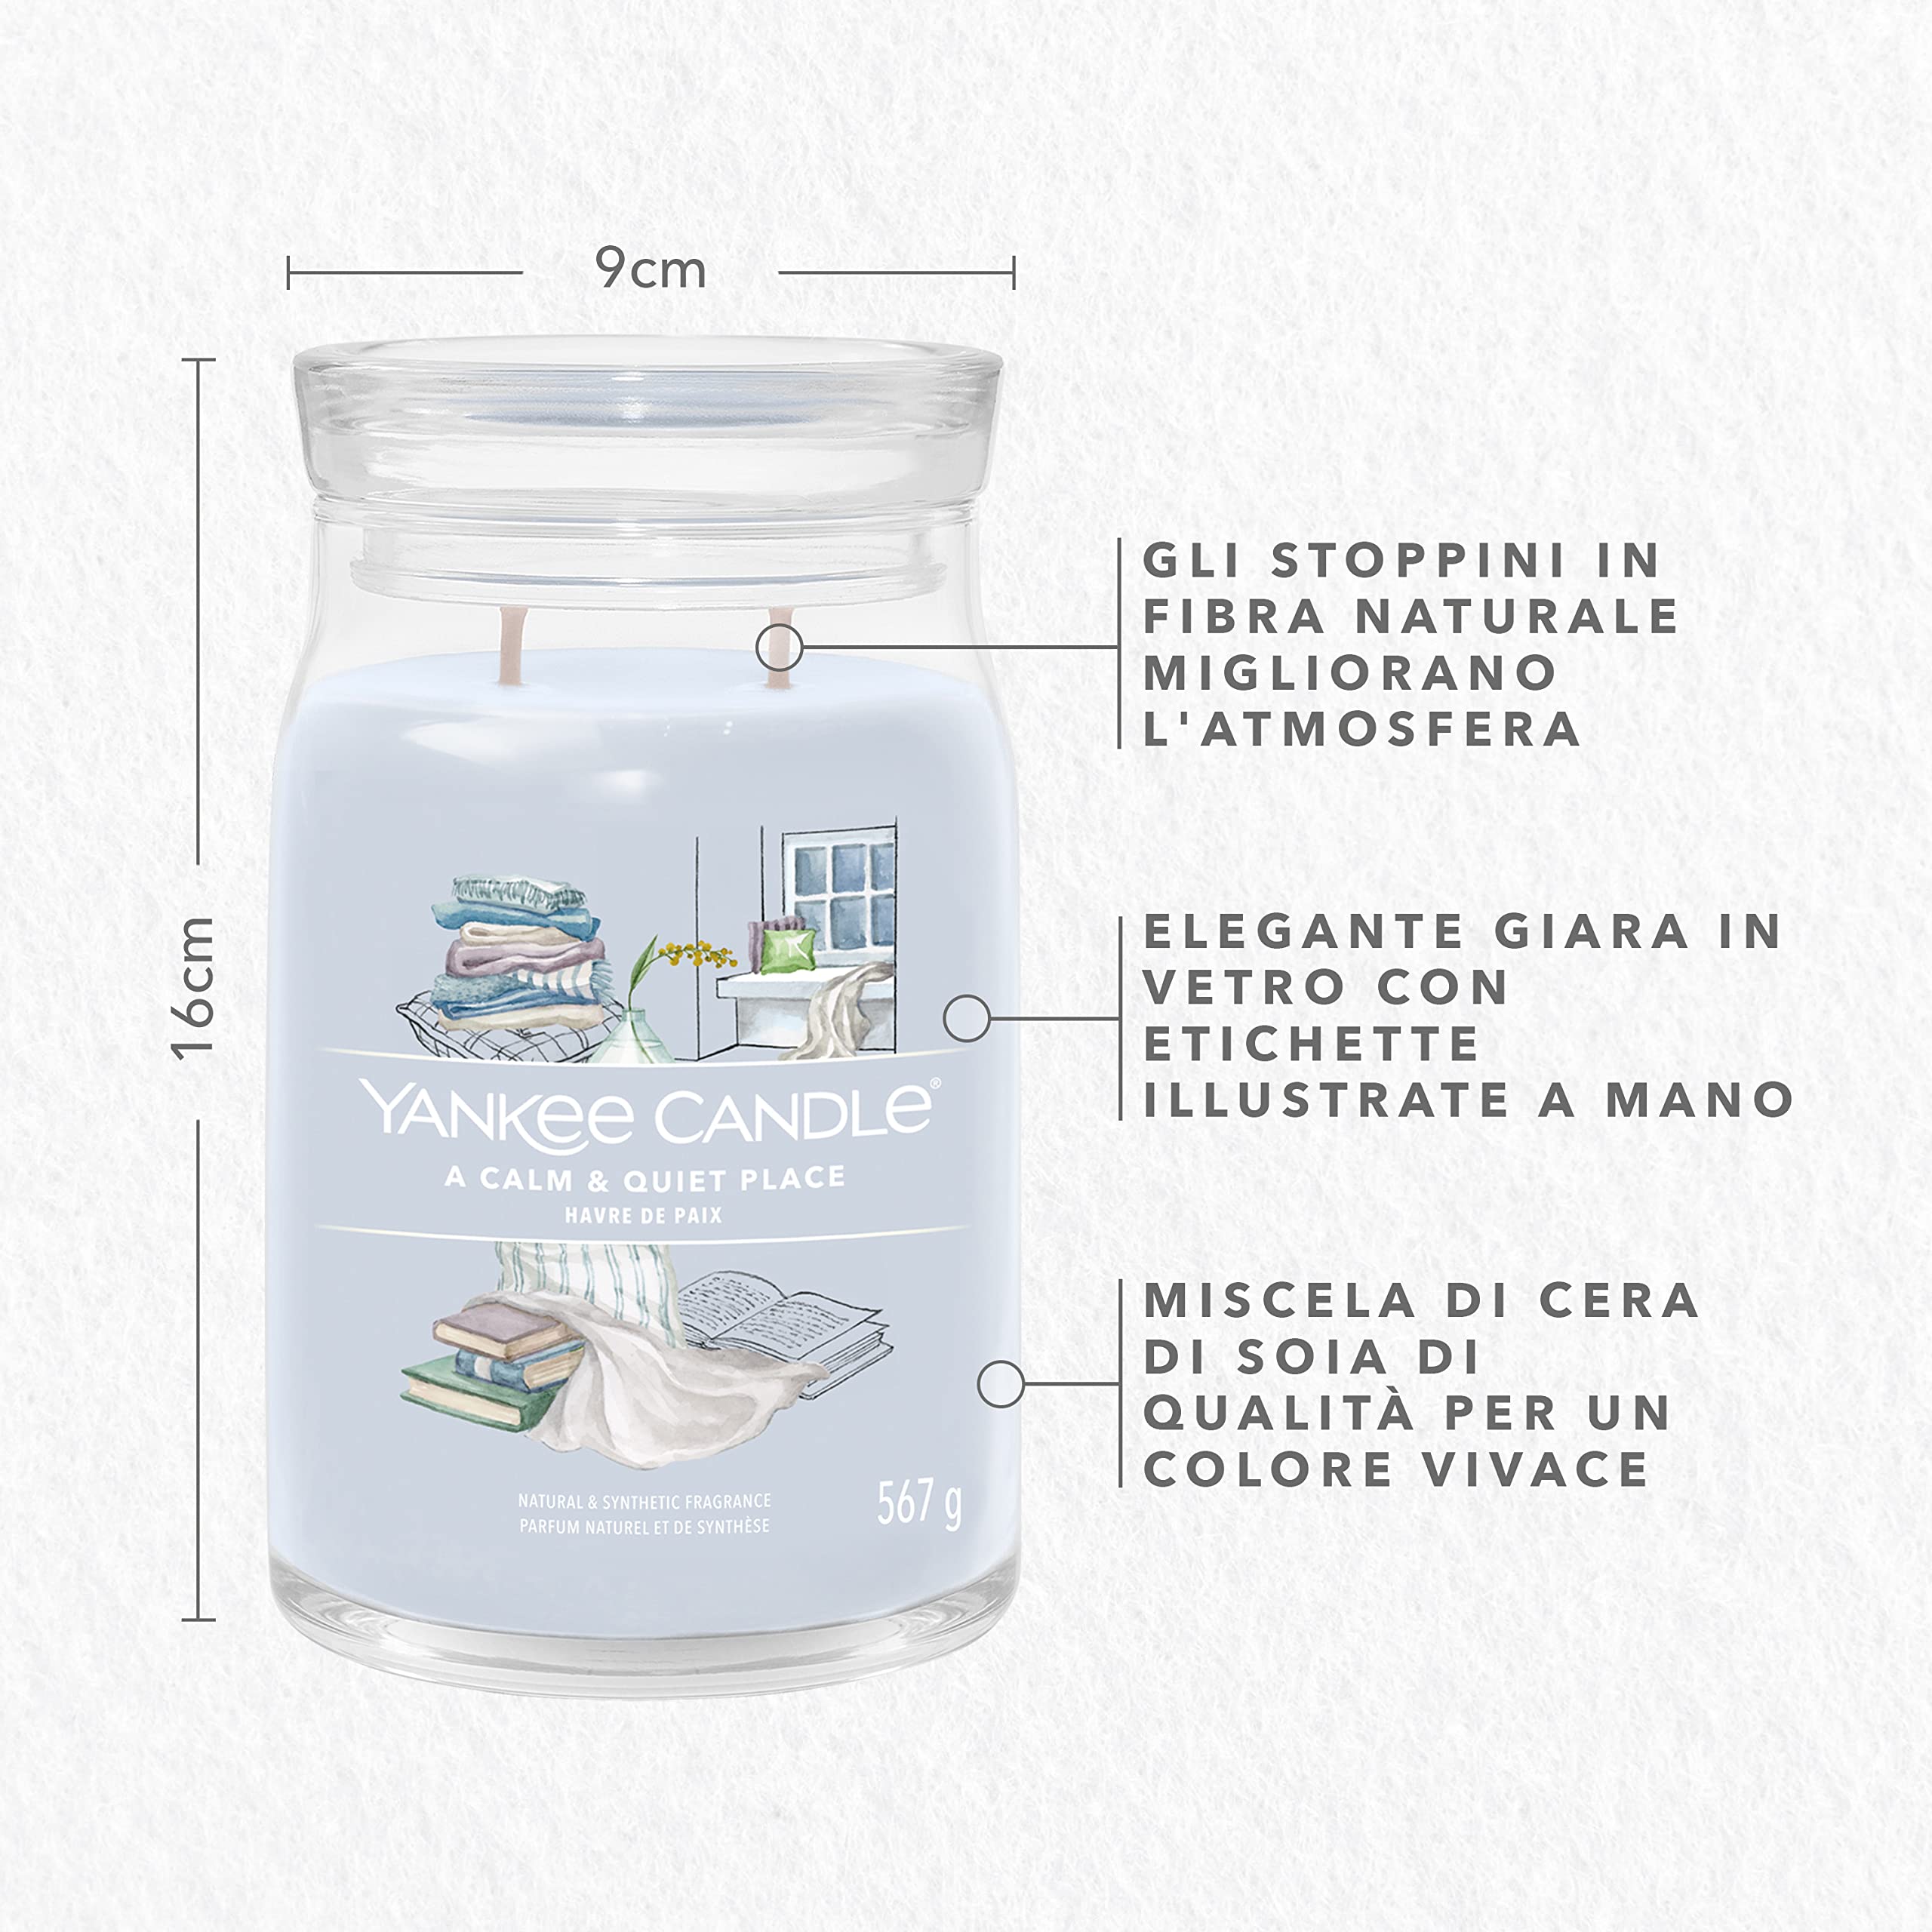 9cm
16cm
GLI STOPPINI IN
FIBRA NATURALE
MIGLIORANO
L'ATMOSFERA
ELEGANTE GIARA IN
VETRO CON
ETICHETTE
ILLUSTRATE A MANO
YANKEE CANDLE®
A CALM & QUIET PLACE
HAVRE DE PAIX
MISCELA DI CERA
DI SOIA DI
QUALITÀ PER UN
COLORE VIVACE
NATURAL & SYNTHETIC FRAGRANCE
PARFUM NATUREL ET DE SYNTHÈSE
567 g